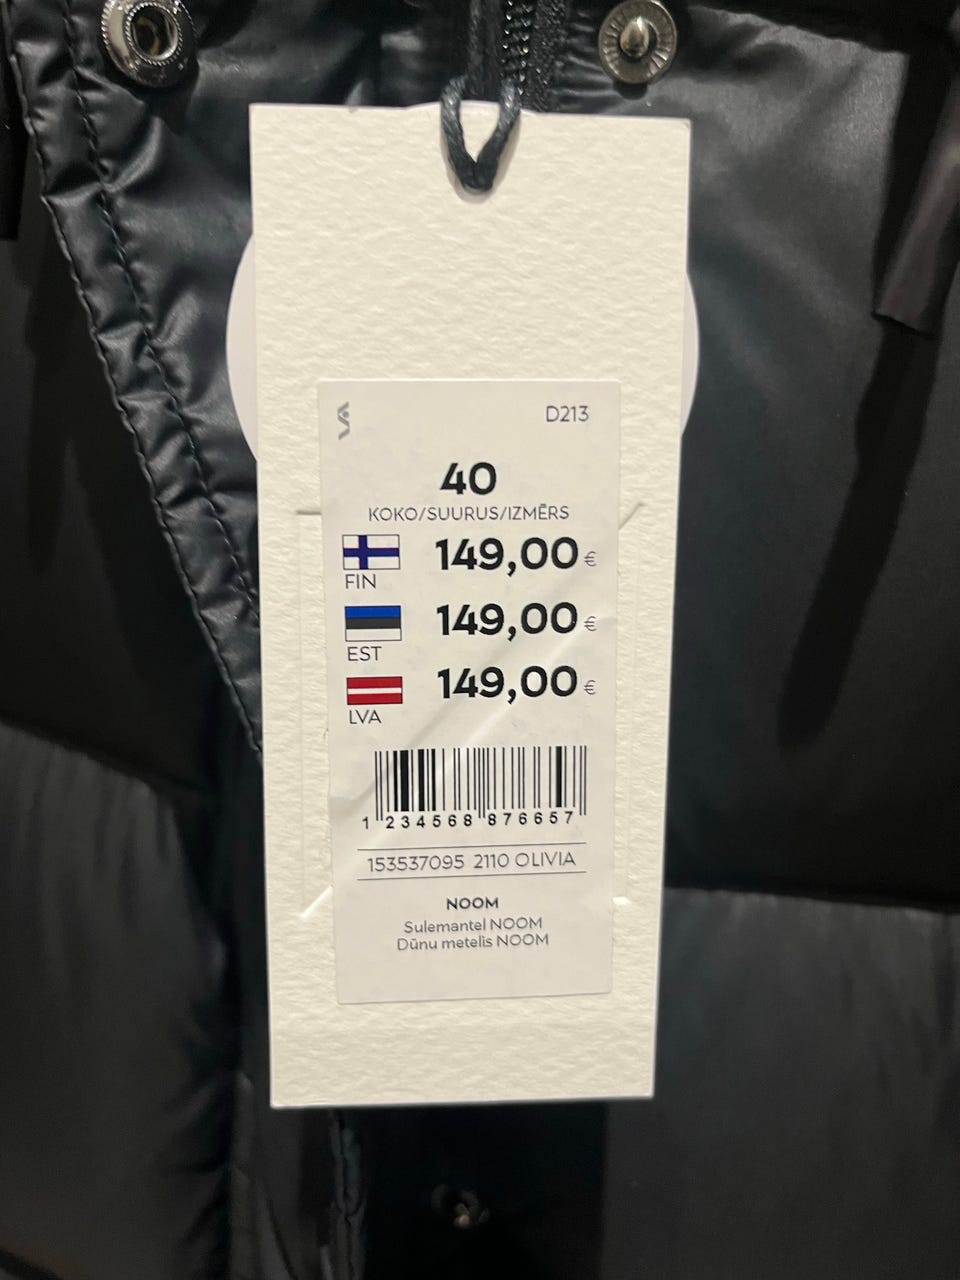 D213
40
KOKO/SUURUS/IZMĒRS
149,00 €
FIN
149,00 €
EST
149,00 €
LVA
1 234568 876657
153537095 2110 OLIVIA
NOOM
Sulemantel NOOM
Dūnu metelis NOOM